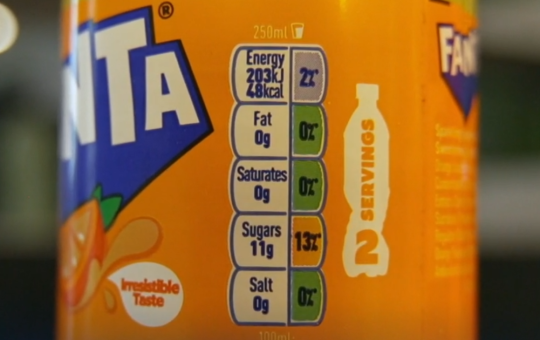 NTA
®
250ml
Energy
203kJ
48kcal
2%*
Fat
0g
0%*
Saturates
0g
0%*
Sugars
11g
13%*
Salt
0g
0%*
100ml
2 SERVINGS
Irresistible
Taste
FAN